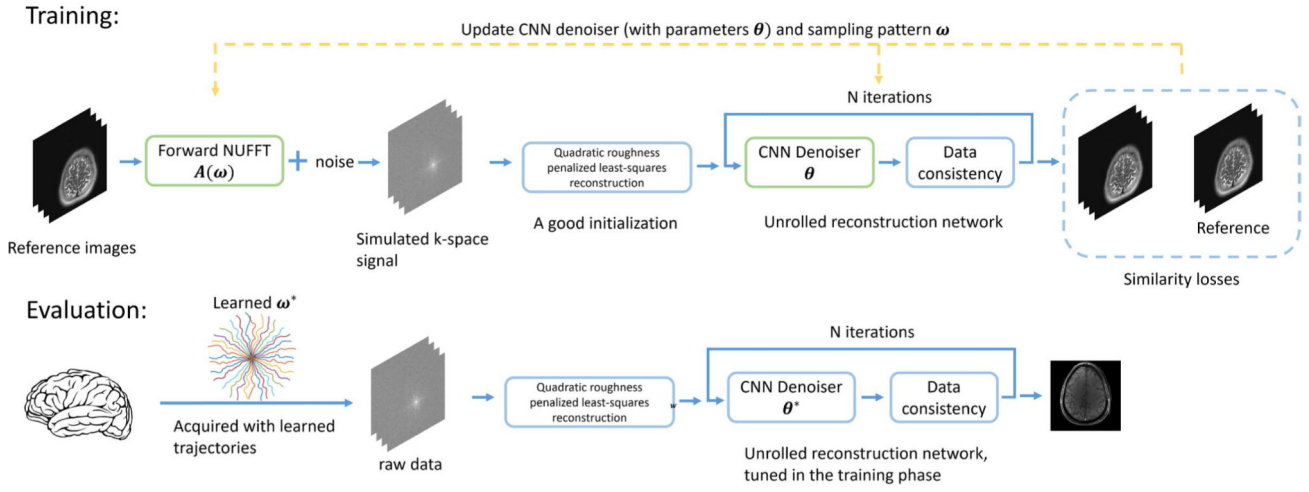 Training:
Update CNN denoiser (with parameters θ) and sampling pattern ω
N iterations
Forward NUFFT
A(ω)
+ noise
Quadratic roughness
penalized least-squares
reconstruction
CNN Denoiser
θ
Data
consistency
Reference images
Simulated k-space
signal
A good initialization
Unrolled reconstruction network
Reference
Similarity losses
Evaluation:
Learned ω*
N iterations
Quadratic roughness
penalized least-squares
reconstruction
CNN Denoiser
θ*
Data
consistency
Acquired with learned
trajectories
raw data
Unrolled reconstruction network,
tuned in the training phase